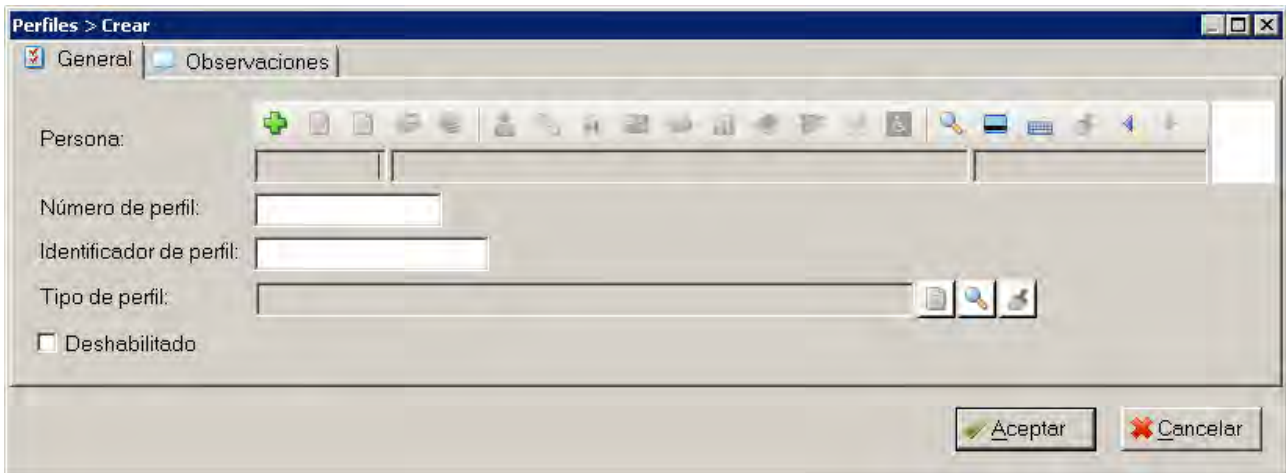 Perfiles > Crear
General Observaciones
Persona:
Número de perfil:
Identificador de perfil:
Tipo de perfil:
Deshabilitado
Aceptar Cancelar